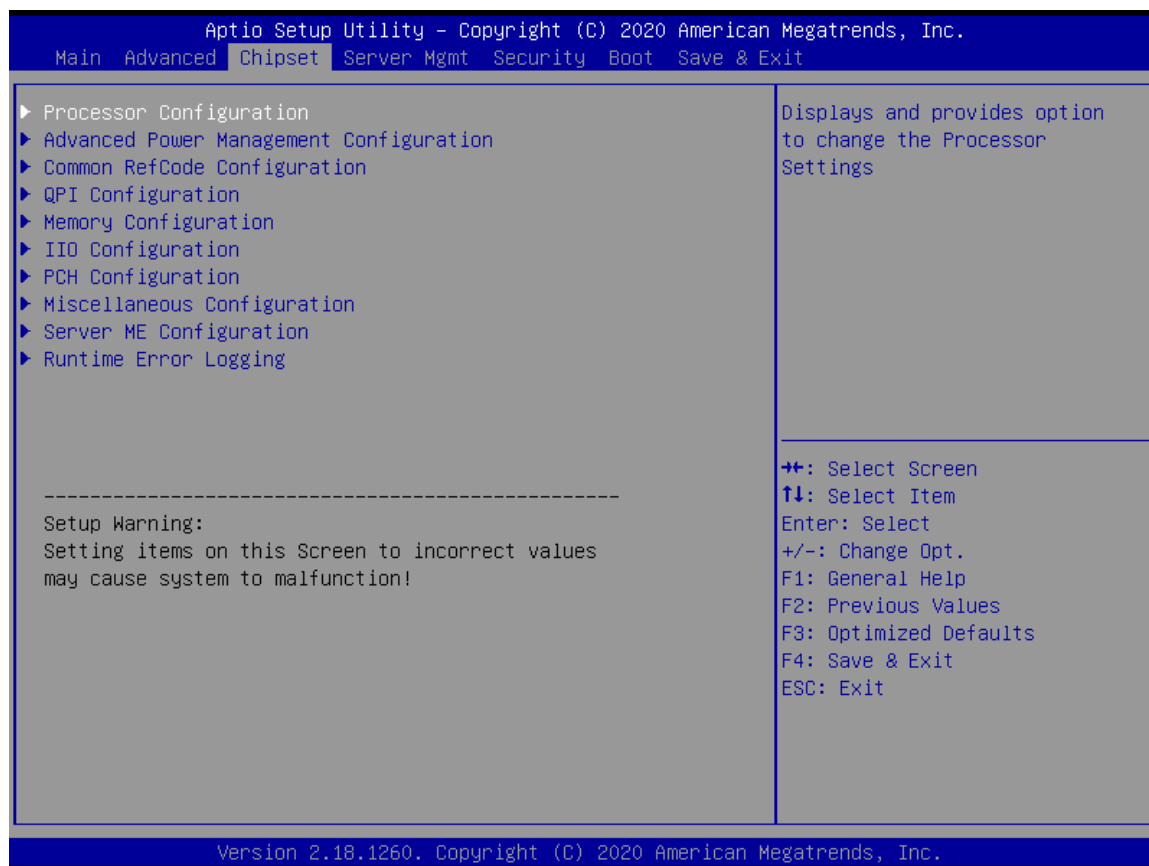 Aptio Setup Utility – Copyright (C) 2020 American Megatrends, Inc.
Main Advanced Chipset Server Mgmt Security Boot Save & Exit
▶ Processor Configuration
▶ Advanced Power Management Configuration
▶ Common RefCode Configuration
▶ QPI Configuration
▶ Memory Configuration
▶ IIO Configuration
▶ PCH Configuration
▶ Miscellaneous Configuration
▶ Server ME Configuration
▶ Runtime Error Logging
----------------------------------------------------
Setup Warning:
Setting items on this Screen to incorrect values
may cause system to malfunction!
Displays and provides option
to change the Processor
Settings
→←: Select Screen
↑↓: Select Item
Enter: Select
+/-: Change Opt.
F1: General Help
F2: Previous Values
F3: Optimized Defaults
F4: Save & Exit
ESC: Exit
Version 2.18.1260. Copyright (C) 2020 American Megatrends, Inc.